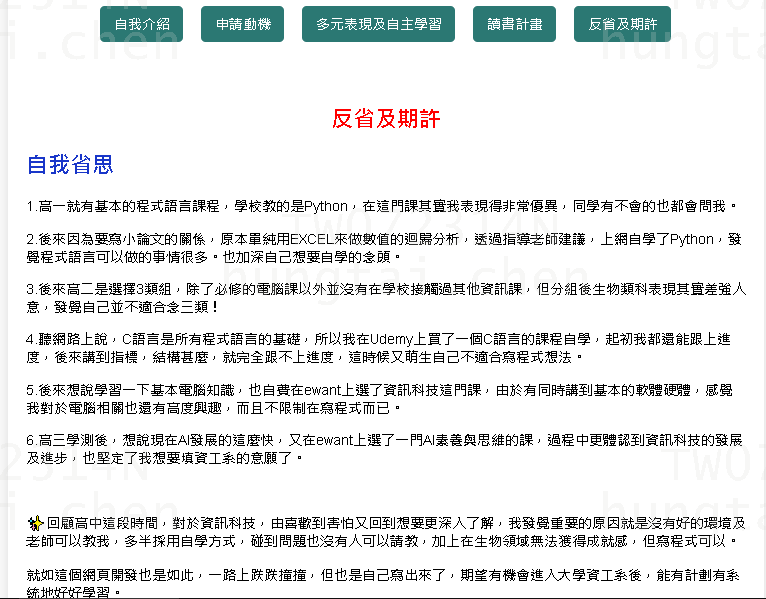 自我介紹 申請動機 多元表現及自主學習 讀書計畫 反省及期許
反省及期許
自我省思
1.高一就有基本的程式語言課程，學校教的是Python，在這門課其實我表現得非常優異，同學有不會的也都會問我。
2.後來因為要寫小論文的關係，原本單純用EXCEL來做數值的迴歸分析，透過指導老師建議，上網自學了Python，發
覺程式語言可以做的事情很多。也加深自己想要自學的念頭。
3.後來高二是選擇3類組，除了必修的電腦課以外並沒有在學校接觸過其他資訊課，但分組後生物類科表現其實差強人
意，發覺自己並不適合念三類！
4.聽網路上說，C語言是所有程式語言的基礎，所以我在Udemy上買了一個C語言的課程自學，起初我都還能跟上進
度，後來講到指標，結構甚麼，就完全跟不上進度，這時候又萌生自己不適合寫程式想法。
5.後來想說學習一下基本電腦知識，也自費在ewant上選了資訊科技這門課，由於有同時講到基本的軟體硬體，感覺
我對於電腦相關也還有高度興趣，而且不限制在寫程式而已。
6.高三學測後，想說現在AI發展的這麼快，又在ewant上選了一門AI素養與思維的課，過程中更體認到資訊科技的發展
及進步，也堅定了我想要填資工系的意願了。
✨回顧高中這段時間，對於資訊科技，由喜歡到害怕又回到想要更深入了解，我發覺重要的原因就是沒有好的環境及
老師可以教我，多半採用自學方式，碰到問題也沒有人可以請教，加上在生物領域無法獲得成就感，但寫程式可以。
就如這個網頁開發也是如此，一路上跌跌撞撞，但也是自己寫出來了，期望有機會進入大學資工系後，能有計劃有系
統地好好學習。